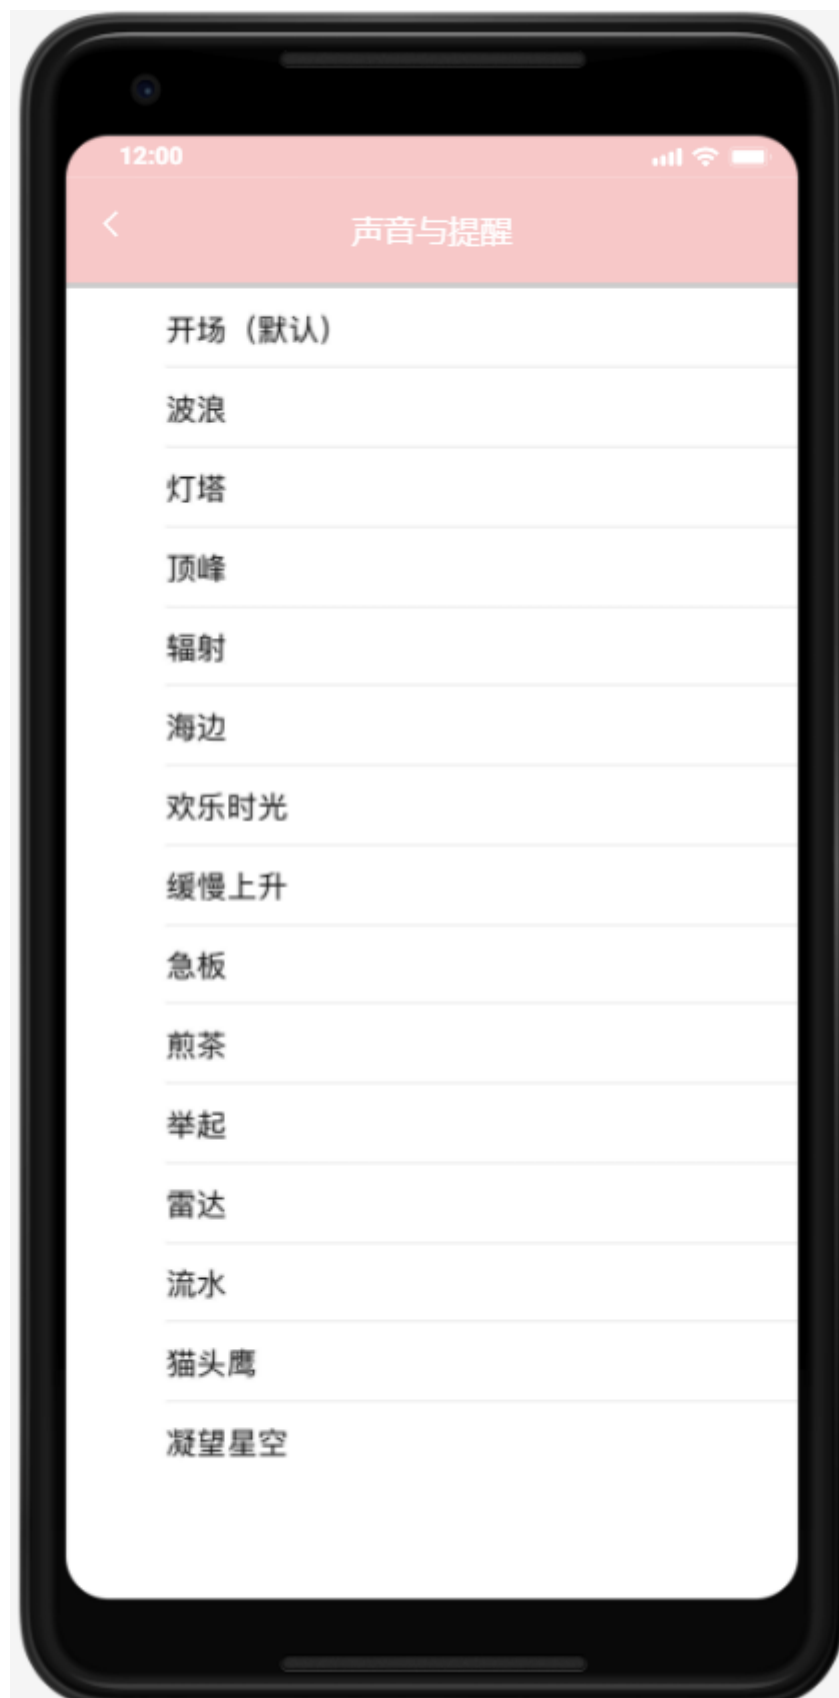 12:00
声音与提醒
开场（默认）
波浪
灯塔
顶峰
辐射
海边
欢乐时光
缓慢上升
急板
煎茶
举起
雷达
流水
猫头鹰
凝望星空